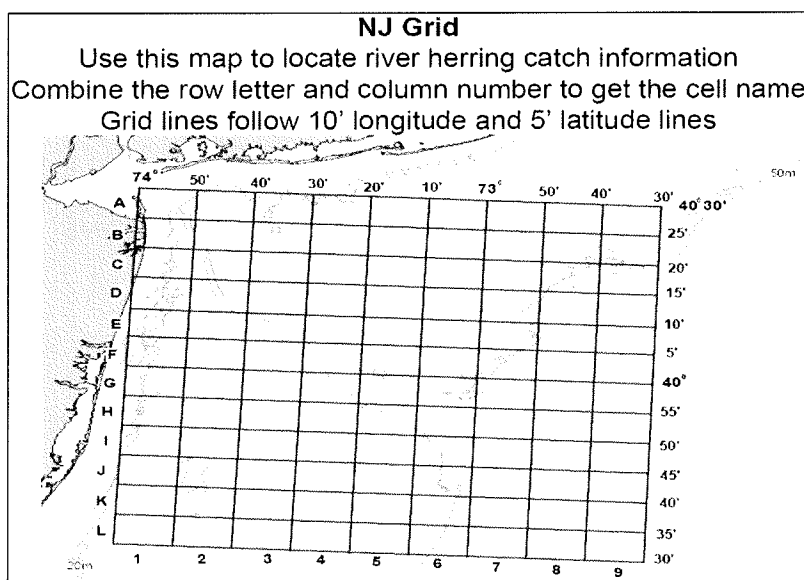 NJ Grid
Use this map to locate river herring catch information
Combine the row letter and column number to get the cell name
Grid lines follow 10' longitude and 5' latitude lines
50m
74° 50' 40' 30' 20' 10' 73° 50' 40' 30' 40° 30'
A
B 25'
C 20'
D 15'
E 10'
F 5'
G 40°
H 55'
I 50'
J 45'
K 40'
L 35'
30'
20m
1 2 3 4 5 6 7 8 9